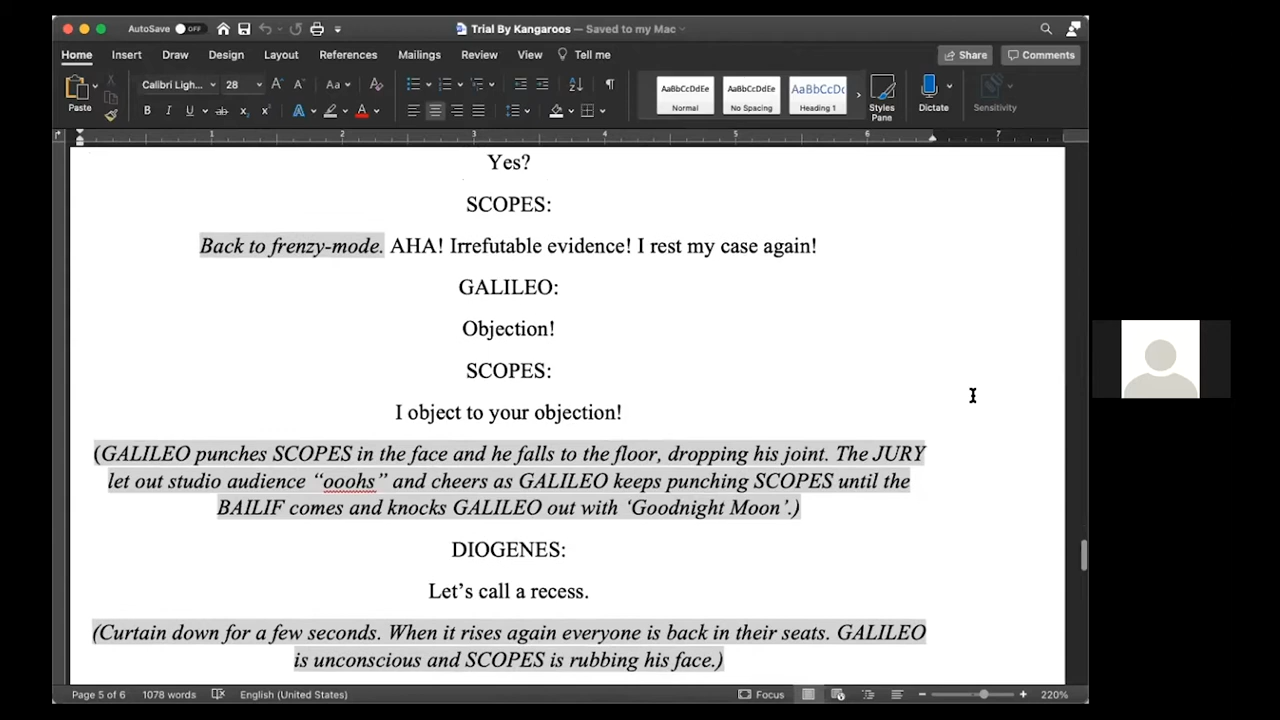 AutoSave OFF Trial By Kangaroos — Saved to my Mac
Home Insert Draw Design Layout References Mailings Review View Tell me Share Comments
Paste Calibri Ligh... 28 AaBbCcDdEe AaBbCcDdEe AaBbCcDc Styles Pane Dictate Sensitivity
Normal No Spacing Heading 1
1 2 3 4 5 6 7
Yes?
SCOPES:
Back to frenzy-mode. AHA! Irrefutable evidence! I rest my case again!
GALILEO:
Objection!
SCOPES:
I object to your objection!
(GALILEO punches SCOPES in the face and he falls to the floor, dropping his joint. The JURY
let out studio audience “ooohs” and cheers as GALILEO keeps punching SCOPES until the
BAILIF comes and knocks GALILEO out with ‘Goodnight Moon’.)
DIOGENES:
Let’s call a recess.
(Curtain down for a few seconds. When it rises again everyone is back in their seats. GALILEO
is unconscious and SCOPES is rubbing his face.)
Page 5 of 6 1078 words English (United States) Focus 220%